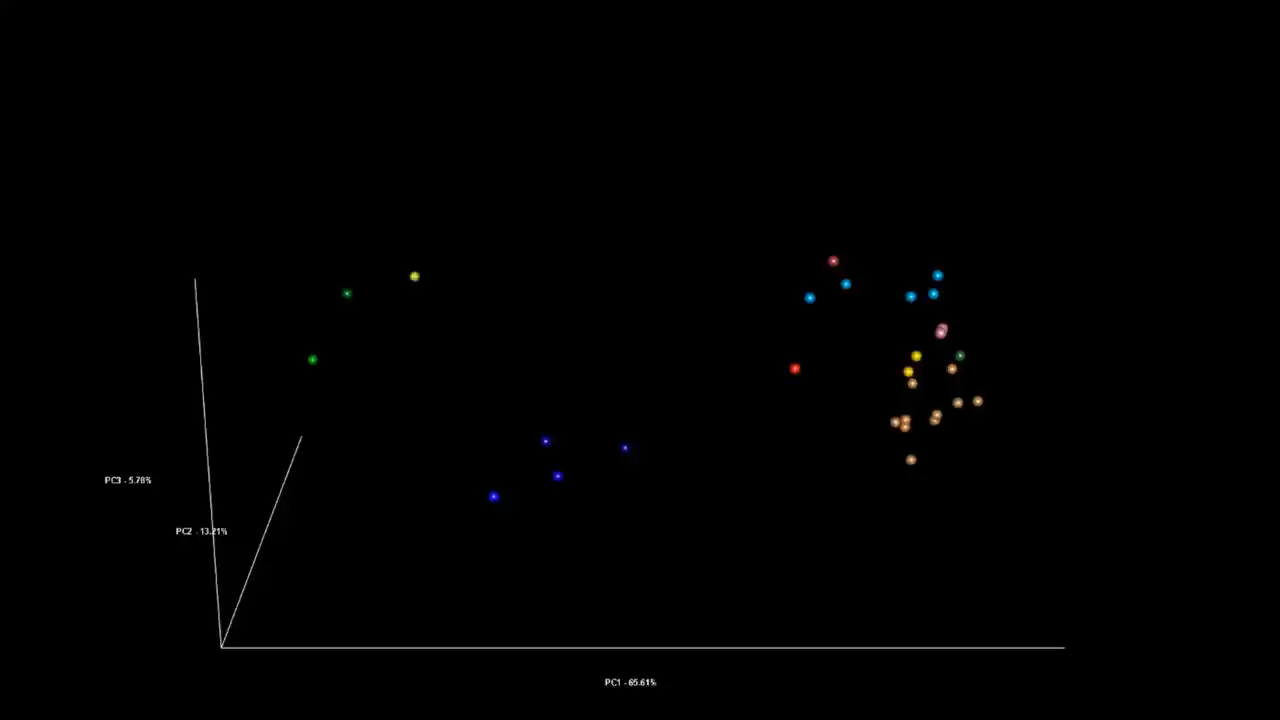 PC3 - 5.78%
PC2 - 13.21%
PC1 - 65.61%